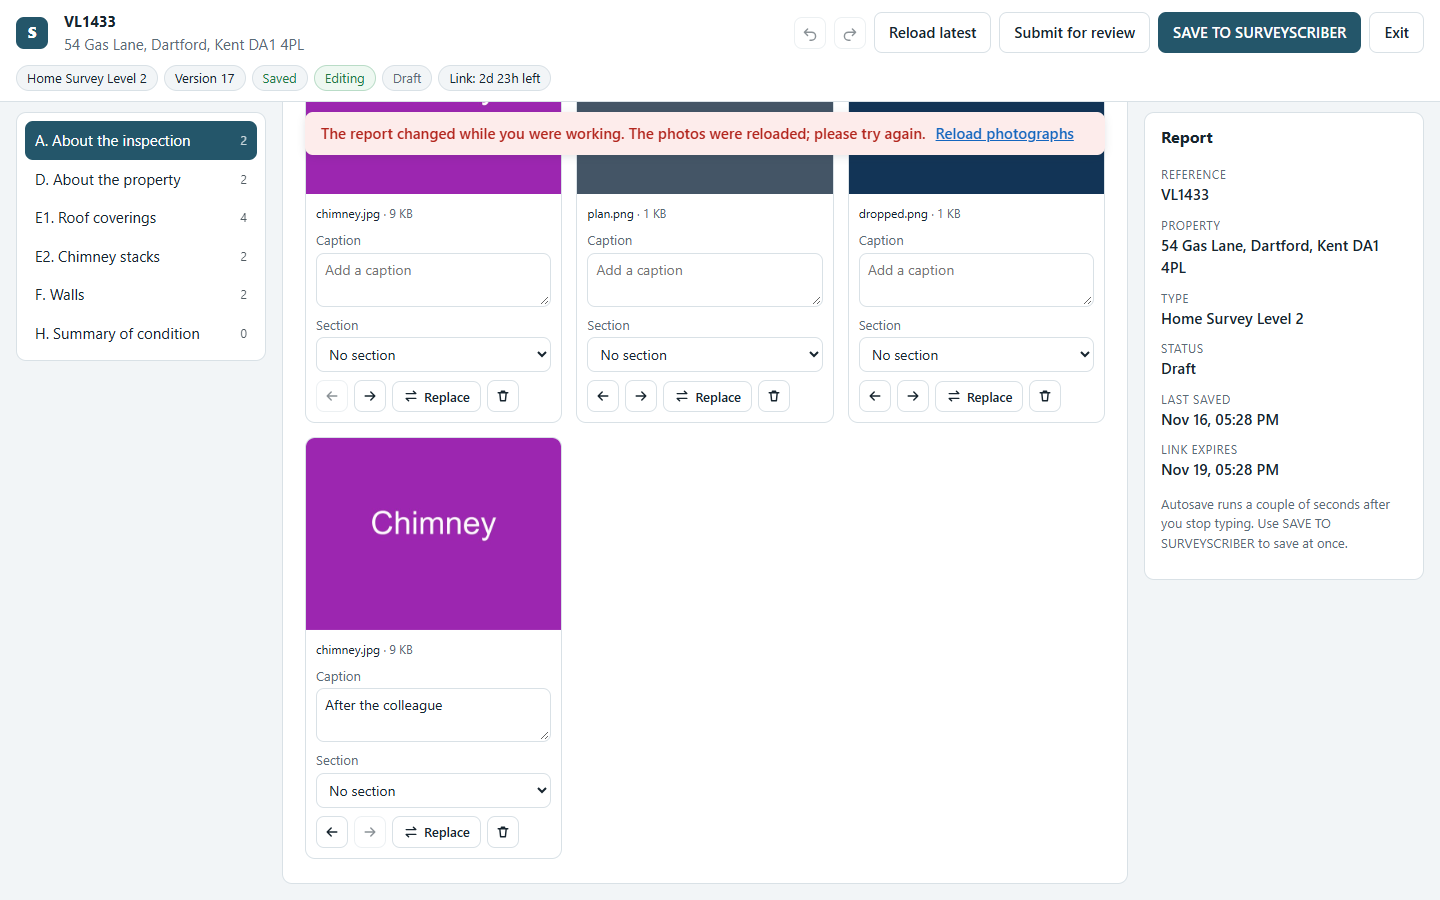 S
VL1433
54 Gas Lane, Dartford, Kent DA1 4PL
Reload latest
Submit for review
SAVE TO SURVEYSCRIBER
Exit
Home Survey Level 2
Version 17
Saved
Editing
Draft
Link: 2d 23h left
A. About the inspection 2
D. About the property 2
E1. Roof coverings 4
E2. Chimney stacks 2
F. Walls 2
H. Summary of condition 0
The report changed while you were working. The photos were reloaded; please try again. Reload photographs
chimney.jpg · 9 KB
Caption
Add a caption
Section
No section
Replace
plan.png · 1 KB
Caption
Add a caption
Section
No section
Replace
dropped.png · 1 KB
Caption
Add a caption
Section
No section
Replace
Chimney
chimney.jpg · 9 KB
Caption
After the colleague
Section
No section
Replace
Report
REFERENCE
VL1433
PROPERTY
54 Gas Lane, Dartford, Kent DA1
4PL
TYPE
Home Survey Level 2
STATUS
Draft
LAST SAVED
Nov 16, 05:28 PM
LINK EXPIRES
Nov 19, 05:28 PM
Autosave runs a couple of seconds after
you stop typing. Use SAVE TO
SURVEYSCRIBER to save at once.